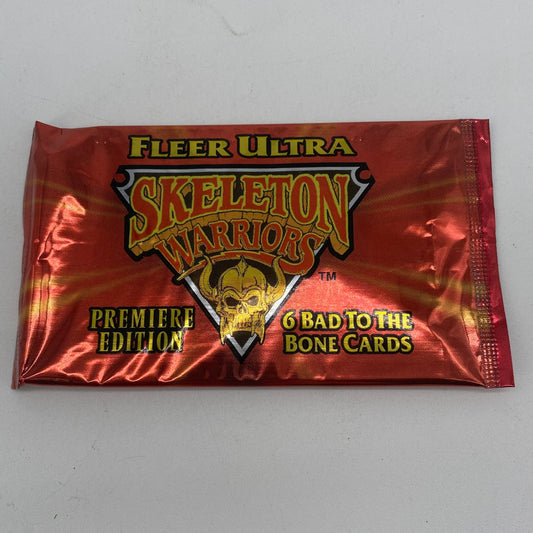 FLEER ULTRA
SKELETON
WARRIORS
TM
PREMIERE
EDITION
6 BAD TO THE
BONE CARDS